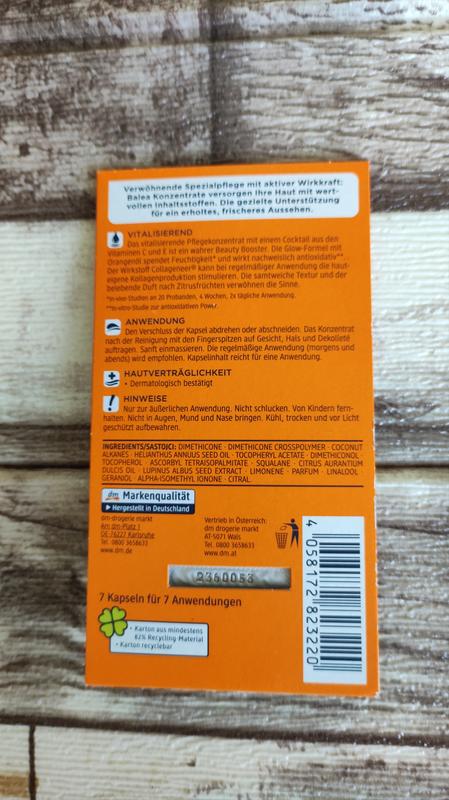 Verwöhnende Spezialpflege mit aktiver Wirkkraft:
Balea Konzentrate versorgen Ihre Haut mit wert-
vollen Inhaltsstoffen. Die gezielte Unterstützung
für ein erholtes, frischeres Aussehen.
VITALISIEREND
Das vitalisierende Pflegekonzentrat mit einem Cocktail aus den
Vitaminen C und E ist ein wahrer Beauty Booster. Die Glow-Formel mit
Orangenöl spendet Feuchtigkeit* und wirkt nachweislich antioxidativ**.
Der Wirkstoff Collageneer® kann bei regelmäßiger Anwendung die haut-
eigene Kollagenproduktion stimulieren. Die samtweiche Textur und der
belebende Duft nach Zitrusfrüchten verwöhnen die Sinne.
*In-vivo-Studien an 20 Probanden, 4 Wochen, 2x tägliche Anwendung.
**In-vitro-Studie zur antioxidativen Power.
ANWENDUNG
Den Verschluss der Kapsel abdrehen oder abschneiden. Das Konzentrat
nach der Reinigung mit den Fingerspitzen auf Gesicht, Hals und Dekolleté
auftragen. Sanft einmassieren. Die regelmäßige Anwendung (morgens und
abends) wird empfohlen. Kapselinhalt reicht für eine Anwendung.
HAUTVERTRÄGLICHKEIT
• Dermatologisch bestätigt
HINWEISE
Nur zur äußerlichen Anwendung. Nicht schlucken. Von Kindern fern-
halten. Nicht in Augen, Mund und Nase bringen. Kühl, trocken und vor Licht
geschützt aufbewahren.
INGREDIENTS/SASTOJCI: DIMETHICONE · DIMETHICONE CROSSPOLYMER · COCONUT
ALKANES · HELIANTHUS ANNUUS SEED OIL · TOCOPHERYL ACETATE · DIMETHICONOL
TOCOPHEROL · ASCORBYL TETRAISOPALMITATE · SQUALANE · CITRUS AURANTIUM
DULCIS OIL · LUPINUS ALBUS SEED EXTRACT · LIMONENE · PARFUM · LINALOOL
GERANIOL · ALPHA-ISOMETHYL IONONE · CITRAL.
dm Markenqualität
Hergestellt in Deutschland
dm-drogerie markt
Am dm-Platz 1
DE-76227 Karlsruhe
Tel. 0800 3658633
www.dm.de
Vertrieb in Österreich:
dm drogerie markt
AT-5071 Wals
Tel. 0800 3658633
www.dm.at
2360053
7 Kapseln für 7 Anwendungen
• Karton aus mindestens
82% Recycling-Material
• Karton recyclebar
4 058172 823220